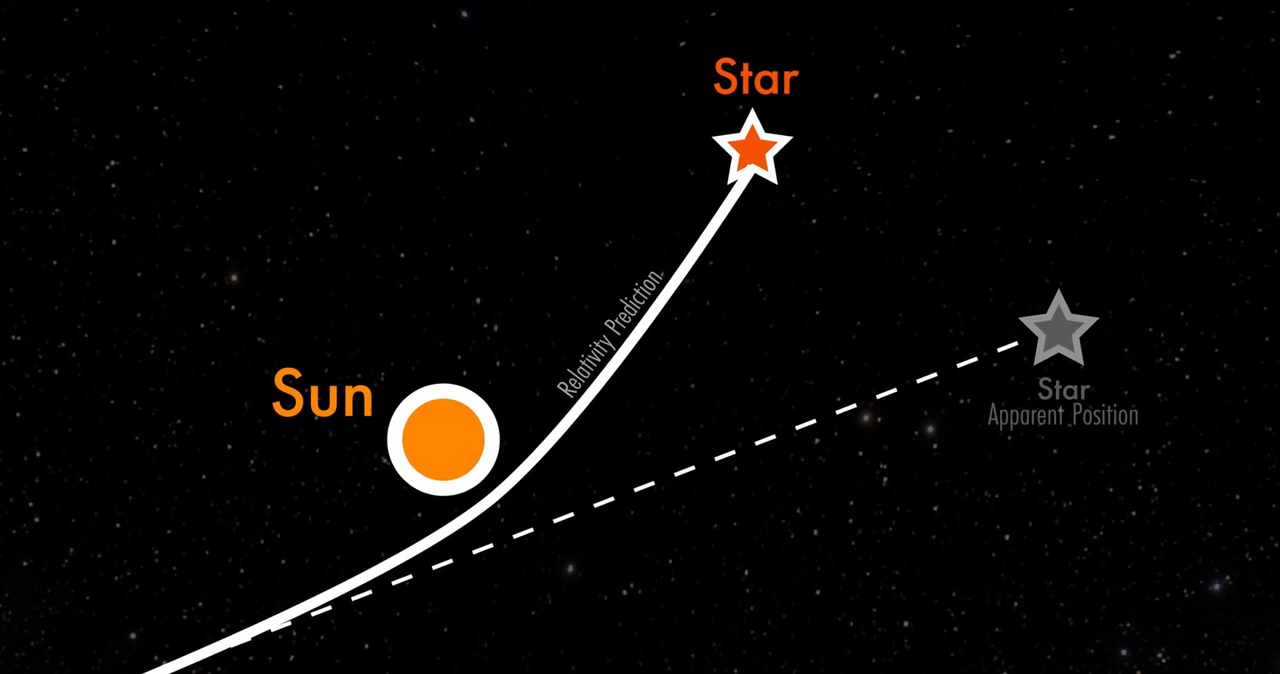 Star
Relativity Prediction
Sun
Star
Apparent Position